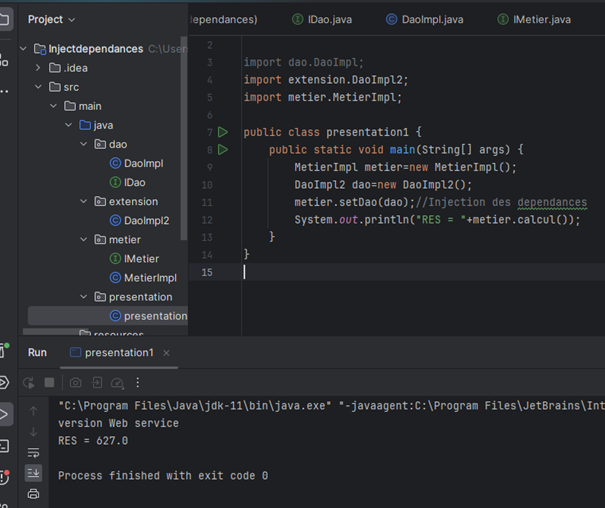 Project
Injectdependances C:\Users
.idea
src
main
java
dao
DaoImpl
IDao
extension
DaoImpl2
metier
IMetier
MetierImpl
presentation
presentation
resources
ependances) IDao.java DaoImpl.java IMetier.java
2
3 import dao.DaoImpl;
4 import extension.DaoImpl2;
5 import metier.MetierImpl;
6
7 public class presentation1 {
8 public static void main(String[] args) {
9 MetierImpl metier=new MetierImpl();
10 DaoImpl2 dao=new DaoImpl2();
11 metier.setDao(dao);//Injection des dependances
12 System.out.println("RES = "+metier.calcul());
13 }
14 }
15
Run presentation1
"C:\Program Files\Java\jdk-11\bin\java.exe" "-javaagent:C:\Program Files\JetBrains\Int
version Web service
RES = 627.0
Process finished with exit code 0